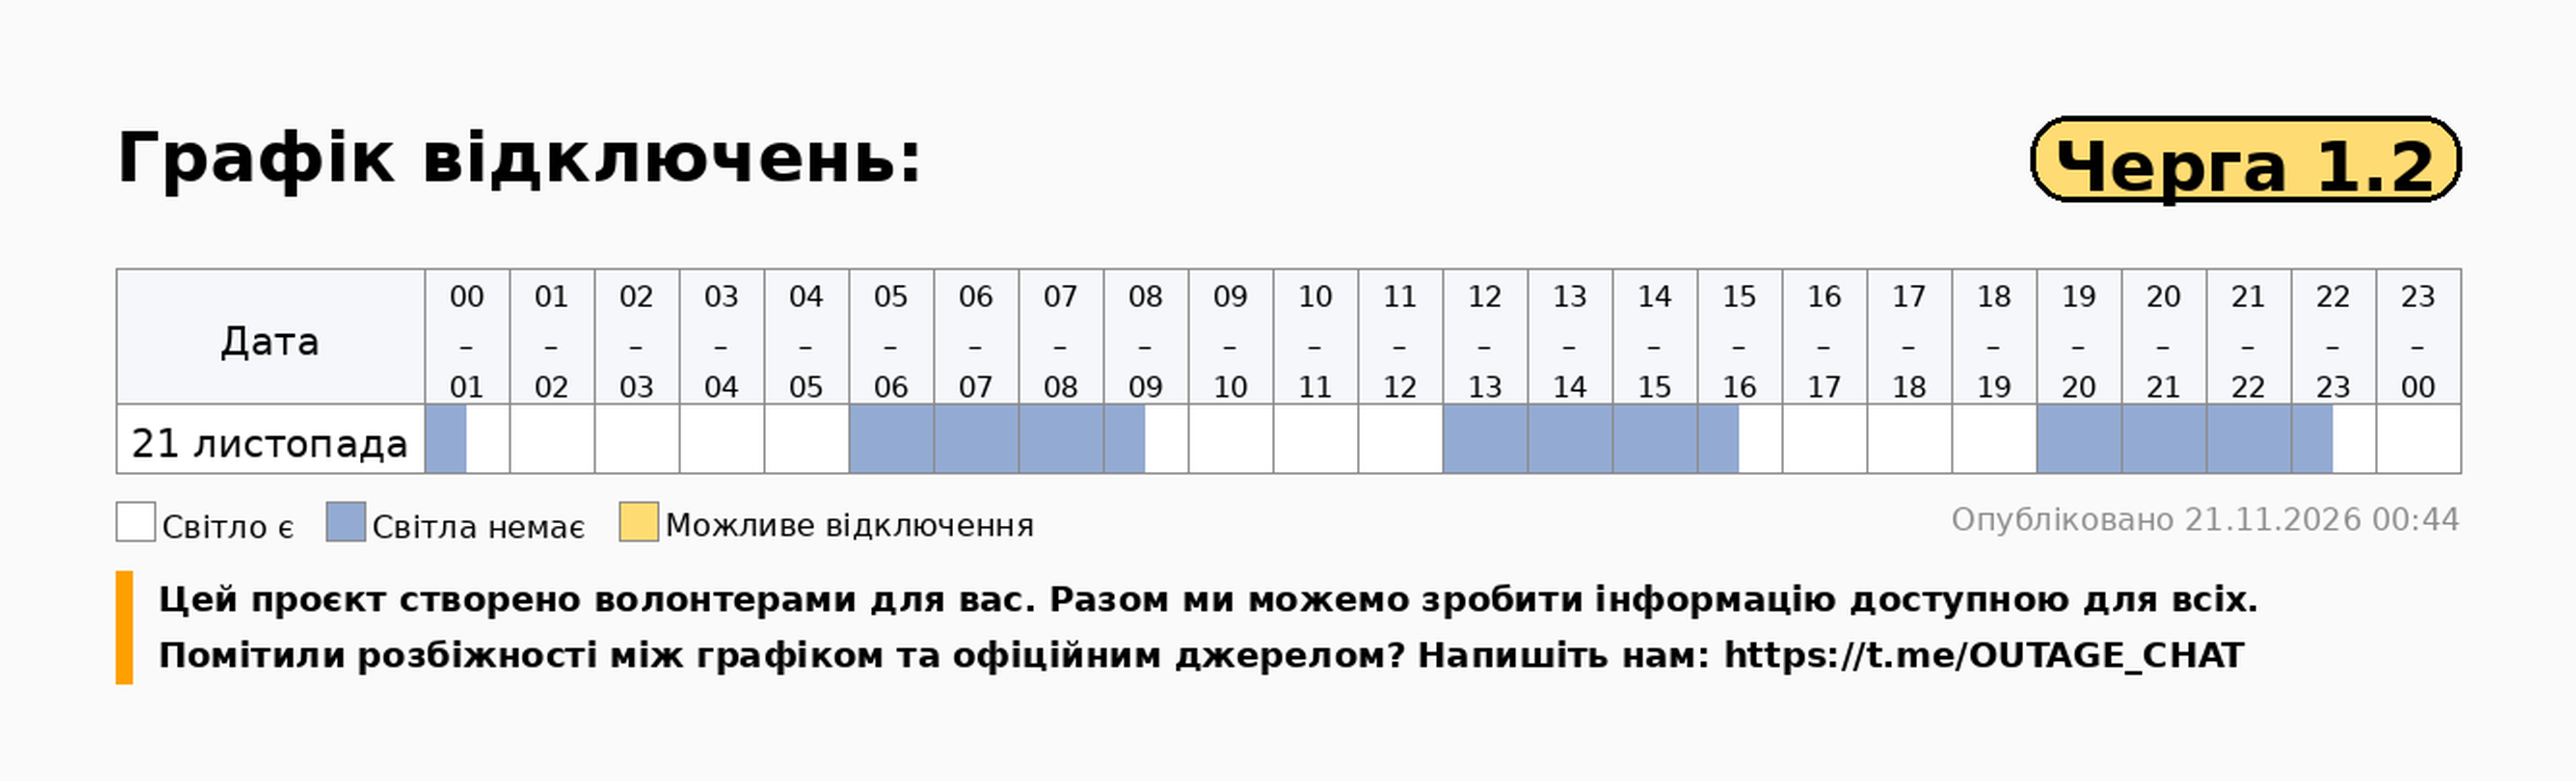 Графік відключень:
Черга 1.2
Дата 00 – 01 01 – 02 02 – 03 03 – 04 04 – 05 05 – 06 06 – 07 07 – 08 08 – 09 09 – 10 10 – 11 11 – 12 12 – 13 13 – 14 14 – 15 15 – 16 16 – 17 17 – 18 18 – 19 19 – 20 20 – 21 21 – 22 22 – 23 23 – 00
21 листопада
Світло є Світла немає Можливе відключення
Опубліковано 21.11.2026 00:44
Цей проєкт створено волонтерами для вас. Разом ми можемо зробити інформацію доступною для всіх.
Помітили розбіжності між графіком та офіційним джерелом? Напишіть нам: https://t.me/OUTAGE_CHAT